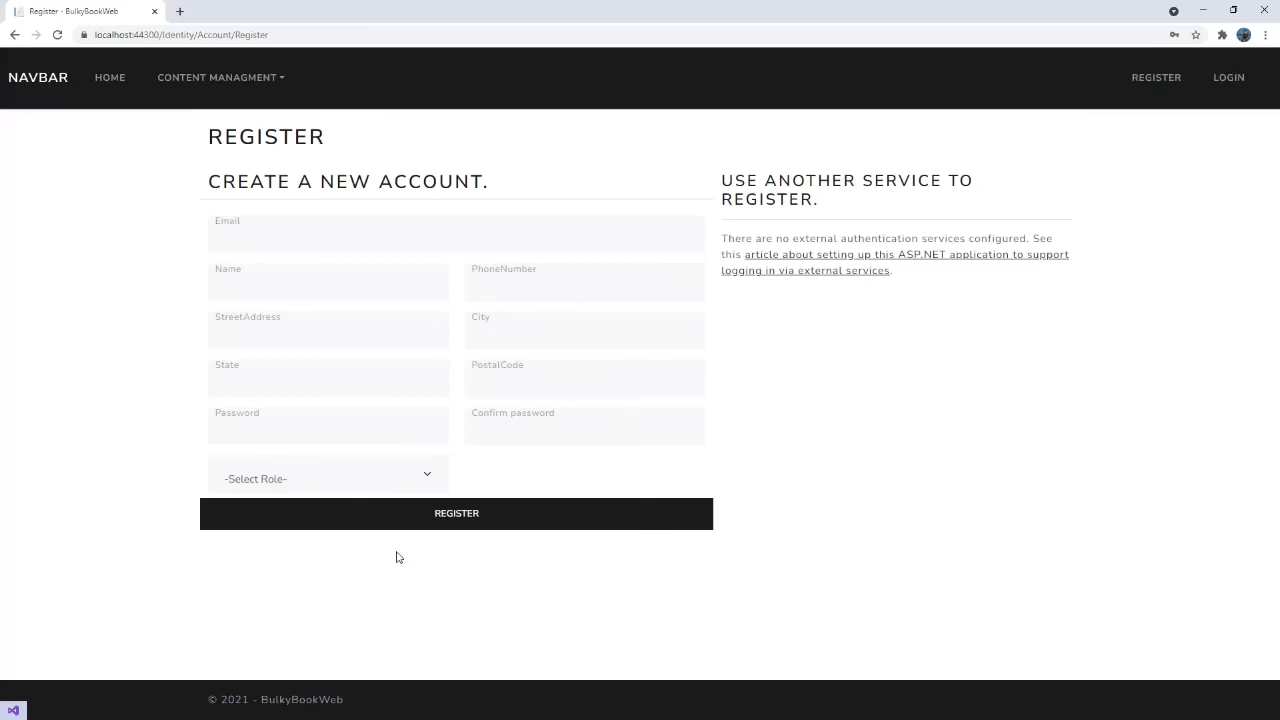 Register - BulkyBookWeb
localhost:44300/Identity/Account/Register
NAVBAR HOME CONTENT MANAGMENT REGISTER LOGIN
REGISTER
CREATE A NEW ACCOUNT.
Email
Name PhoneNumber
StreetAddress City
State PostalCode
Password Confirm password
-Select Role-
REGISTER
USE ANOTHER SERVICE TO
REGISTER.
There are no external authentication services configured. See
this article about setting up this ASP.NET application to support
logging in via external services.
© 2021 - BulkyBookWeb